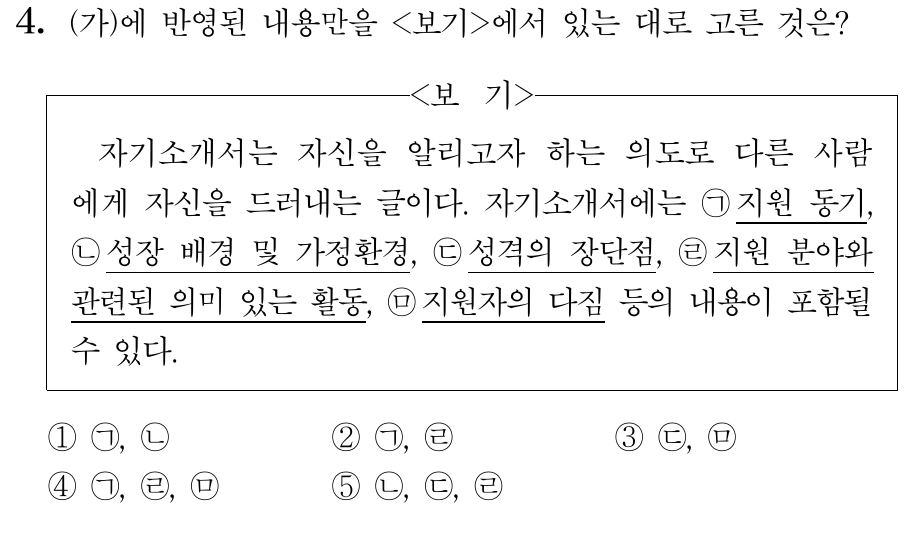 4. (가)에 반영된 내용만을 <보기>에서 있는 대로 고른 것은?
<보 기>
자기소개서는 자신을 알리고자 하는 의도로 다른 사람
에게 자신을 드러내는 글이다. 자기소개서에는 ㉠지원 동기,
㉡성장 배경 및 가정환경, ㉢성격의 장단점, ㉣지원 분야와
관련된 의미 있는 활동, ㉤지원자의 다짐 등의 내용이 포함될
수 있다.
① ㉠, ㉡ ② ㉠, ㉣ ③ ㉢, ㉤
④ ㉠, ㉣, ㉤ ⑤ ㉡, ㉢, ㉣